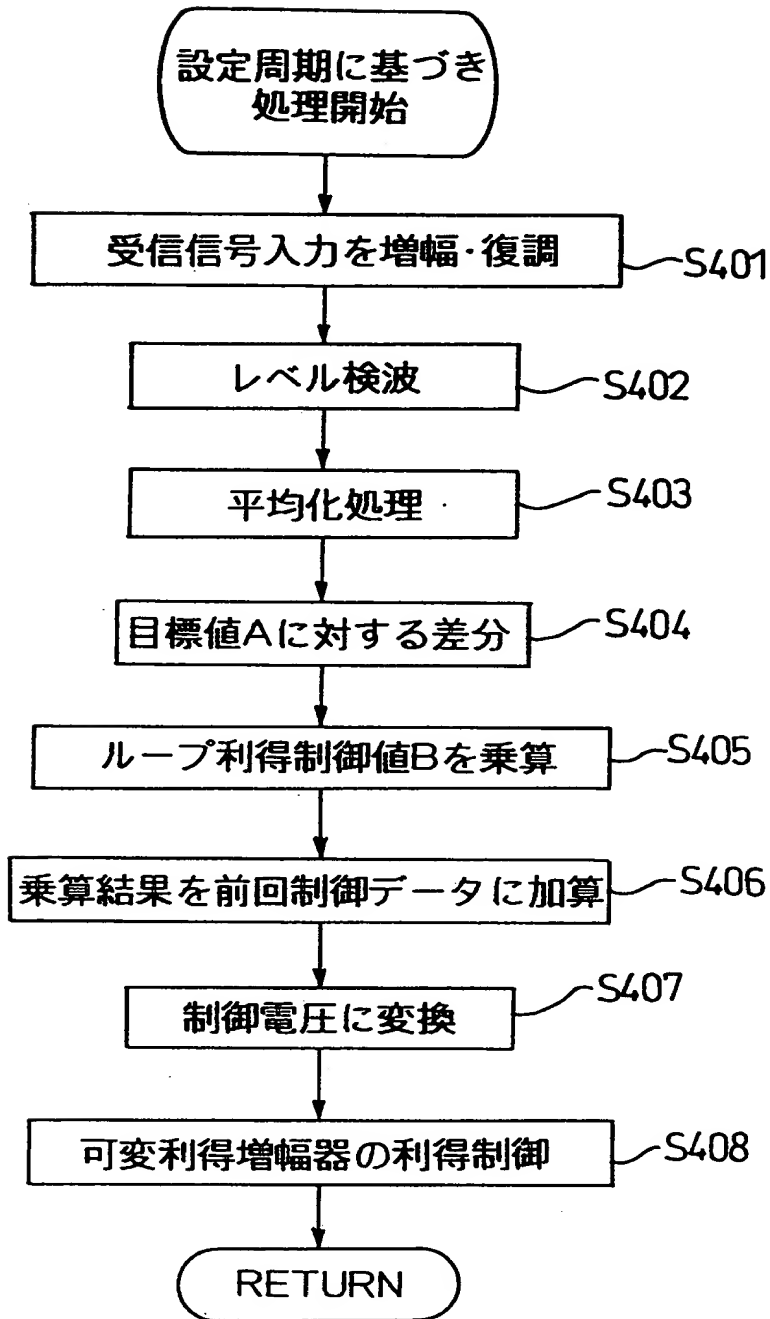 設定周期に基づき
処理開始
受信信号入力を増幅·復調
S401
レベル検波
S402
平均化処理
S403
目標値Aに対する差分
S404
ループ利得制御値Bを乗算
S405
乗算結果を前回制御データに加算
S406
制御電圧に変換
S407
可変利得増幅器の利得制御
S408
RETURN